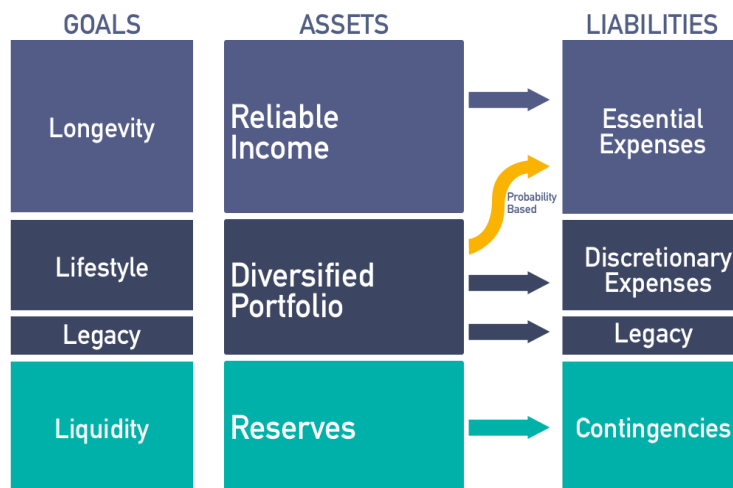 GOALS
ASSETS
LIABILITIES
Longevity
Reliable
Income
Essential
Expenses
Probability
Based
Lifestyle
Diversified
Portfolio
Discretionary
Expenses
Legacy
Legacy
Liquidity
Reserves
Contingencies